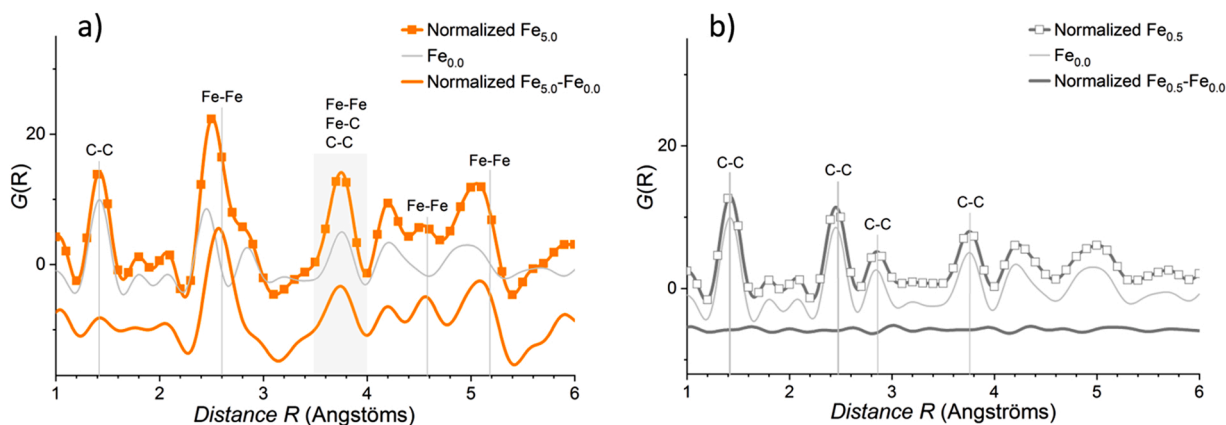 a)
Normalized Fe5.0
Fe0.0
Normalized Fe5.0-Fe0.0
C-C
Fe-Fe
Fe-Fe
Fe-C
C-C
Fe-Fe
Fe-Fe
20
0
G(R)
1 2 3 4 5 6
Distance R (Angstöms)
b)
Normalized Fe0.5
Fe0.0
Normalized Fe0.5-Fe0.0
C-C
C-C
C-C
C-C
20
0
G(R)
1 2 3 4 5 6
Distance R (Angströms)